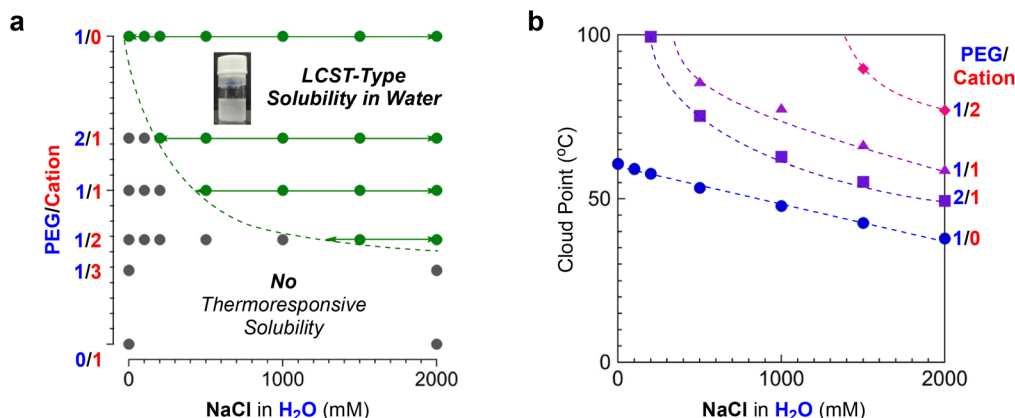 a
1/0
2/1
1/1
1/2
1/3
0/1
PEG/Cation
LCST-Type
Solubility in Water
No
Thermoresponsive
Solubility
0
1000
2000
NaCl in H₂O (mM)
b
100
50
0
Cloud Point (ºC)
PEG/
Cation
1/2
1/1
2/1
1/0
0
1000
2000
NaCl in H₂O (mM)